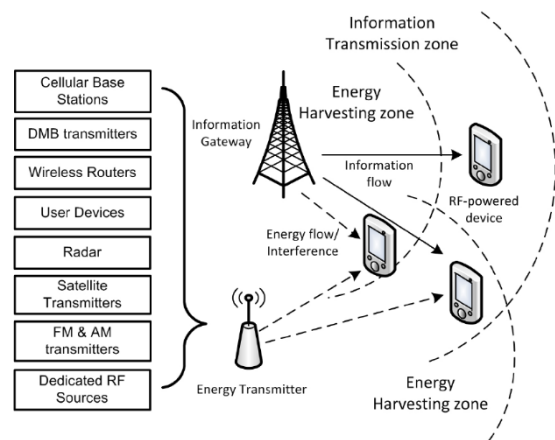 Cellular Base
Stations
DMB transmitters
Wireless Routers
User Devices
Radar
Satellite
Transmitters
FM & AM
transmitters
Dedicated RF
Sources
Information
Gateway
Energy Transmitter
Information
Transmission zone
Energy
Harvesting zone
Information
flow
RF-powered
device
Energy flow/
Interference
Energy
Harvesting zone